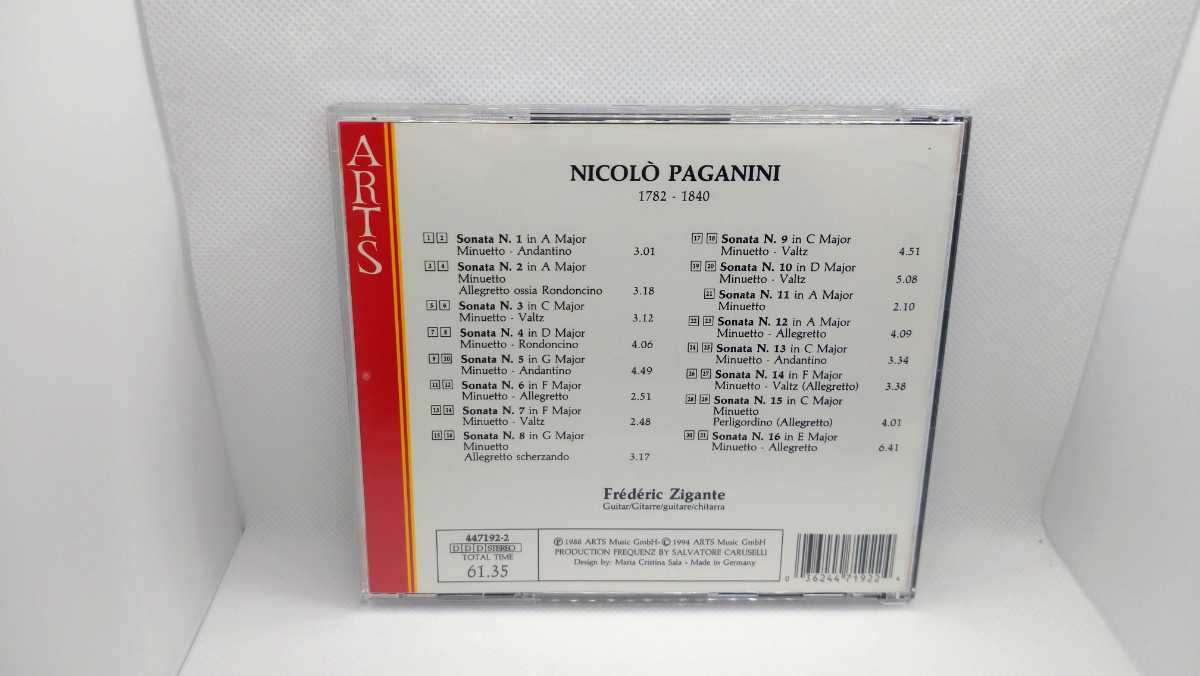 ARTS
NICOLÒ PAGANINI
1782 - 1840
1 2 Sonata N. 1 in A Major
Minuetto - Andantino 3.01
3 4 Sonata N. 2 in A Major
Minuetto
Allegretto ossia Rondoncino 3.18
5 6 Sonata N. 3 in C Major
Minuetto - Valtz 3.12
7 8 Sonata N. 4 in D Major
Minuetto - Rondoncino 4.06
9 10 Sonata N. 5 in G Major
Minuetto - Andantino 4.49
11 12 Sonata N. 6 in F Major
Minuetto - Allegretto 2.51
13 14 Sonata N. 7 in F Major
Minuetto - Valtz 2.48
15 16 Sonata N. 8 in G Major
Minuetto
Allegretto scherzando 3.17
17 18 Sonata N. 9 in C Major
Minuetto - Valtz 4.51
19 20 Sonata N. 10 in D Major
Minuetto - Valtz 5.08
21 Sonata N. 11 in A Major
Minuetto 2.10
22 23 Sonata N. 12 in A Major
Minuetto - Allegretto 4.09
24 25 Sonata N. 13 in C Major
Minuetto - Andantino 3.34
26 27 Sonata N. 14 in F Major
Minuetto - Valtz (Allegretto) 3.38
28 29 Sonata N. 15 in C Major
Minuetto
Perligordino (Allegretto) 4.01
30 31 Sonata N. 16 in E Major
Minuetto - Allegretto 6.41
Frédéric Zigante
Guitar/Gitarre/guitare/chitarra
447192-2
D D D STEREO
TOTAL TIME
61.35
℗ 1988 ARTS Music GmbH - © 1994 ARTS Music GmbH
PRODUCTION FREQUENZ BY SALVATORE CARUSELLI
Design by: Maria Cristina Sala - Made in Germany
0 36244 71922 4